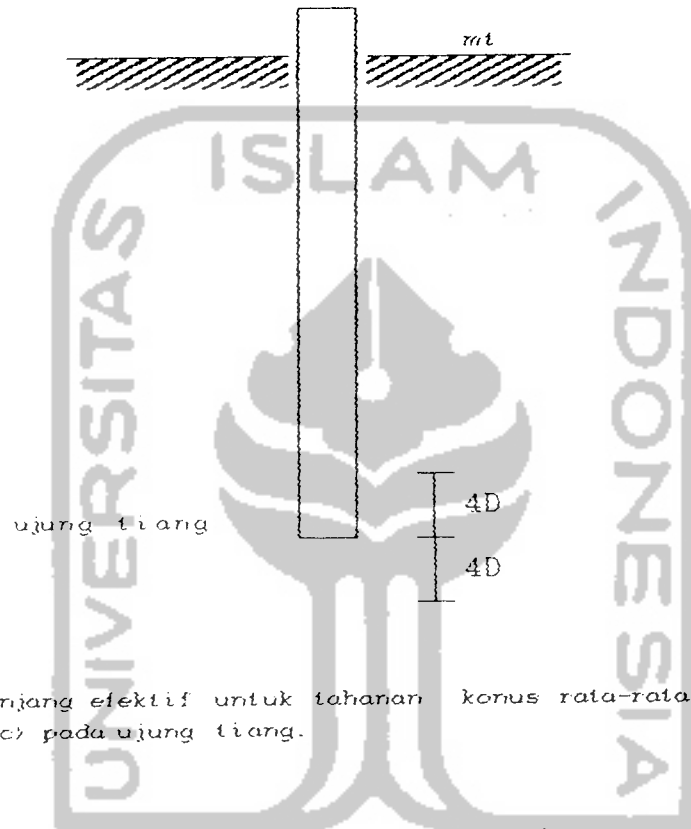 mt
UNIVERSITAS ISLAM INDONESIA
4D
ujung tiang
4D
njang efektif untuk tahanan konus rata-rata
c) pada ujung tiang.